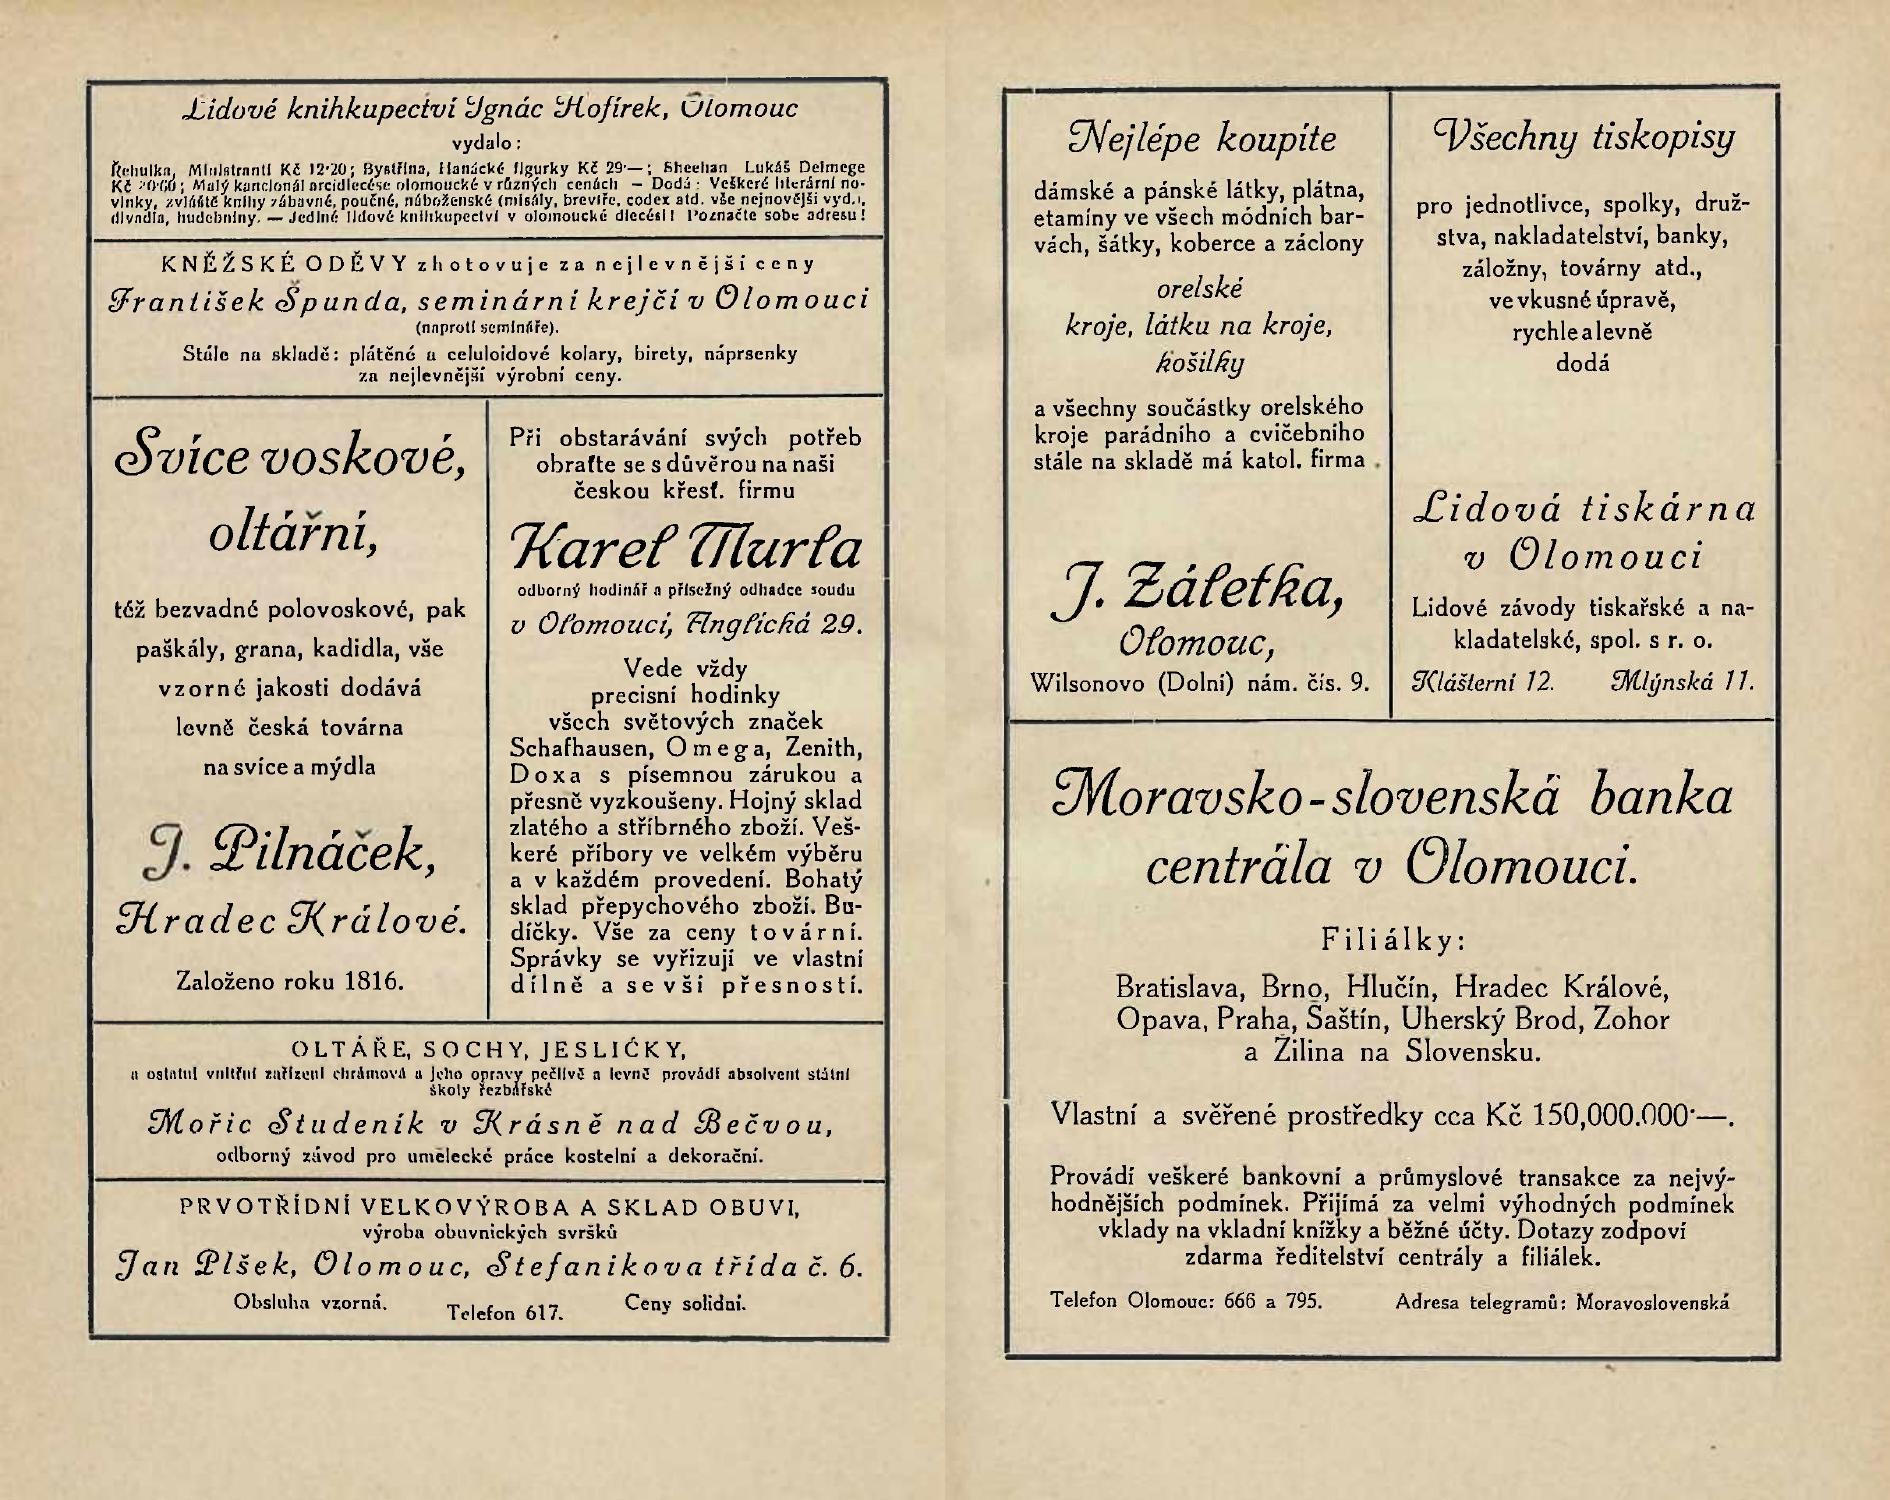 Lidové knihkupectví Ignác Hofírek, Olomouc
vydalo:
Řehulka, Ministranti Kč 12·20; Bystřina, Hanácké figurky Kč 29·—; Sheehan Lukáš Delmege
Kč 20·60; Malý kancionál arcidiecése olomoucké v různých cenách — Dodá: Veškeré literární no-
vinky, zvláště knihy zábavné, poučné, náboženské (misály, brevíře, codex atd. vše nejnovější vyd.),
divadla, hudebniny. — Jediné lidové knihkupectví v olomoucké diecési! Poznačte sobě adresu!
KNĚŽSKÉ ODĚVY zhotovuje za nejlevnější ceny
František Špunda, seminární krejčí v Olomouci
(naproti semináře).
Stále na skladě: plátěné a celuloidové kolary, birety, náprsenky
za nejlevnější výrobní ceny.
Svíce voskové,
oltářní,
též bezvadné polovoskové, pak
paškály, grana, kadidla, vše
vzorné jakosti dodává
levně česká továrna
na svíce a mýdla
J. Pilnáček,
Hradec Králové.
Založeno roku 1816.
Při obstarávání svých potřeb
obraťte se s důvěrou na naši
českou křesť. firmu
Karel Murla
odborný hodinář a přísežný odhadce soudu
v Olomouci, Anglická 29.
Vede vždy
precisní hodinky
všech světových značek
Schafhausen, Omega, Zenith,
Doxa s písemnou zárukou a
přesně vyzkoušeny. Hojný sklad
zlatého a stříbrného zboží. Veš-
keré příbory ve velkém výběru
a v každém provedení. Bohatý
sklad přepychového zboží. Bu-
díčky. Vše za ceny tovární.
Správky se vyřizují ve vlastní
dílně a se vší přesností.
OLTÁŘE, SOCHY, JESLIČKY,
a ostatní vnitřní zařízení chrámová a jeho opravy pečlivě a levně provádí absolvent státní
školy řezbářské
Mořic Studeník v Krásně nad Bečvou,
odborný závod pro umělecké práce kostelní a dekorační.
PRVOTŘÍDNÍ VELKOVÝROBA A SKLAD OBUVI,
výroba obuvnických svršků
Jan Plšek, Olomouc, Stefanikova třída č. 6.
Obsluha vzorná. Telefon 617. Ceny solidní.
Nejlépe koupíte
dámské a pánské látky, plátna,
etamíny ve všech módních bar-
vách, šátky, koberce a záclony
orelské
kroje, látku na kroje,
košilky
a všechny součástky orelského
kroje parádního a cvičebního
stále na skladě má katol. firma
J. Záletka,
Olomouc,
Wilsonovo (Dolní) nám. čís. 9.
Všechny tiskopisy
pro jednotlivce, spolky, druž-
stva, nakladatelství, banky,
záložny, továrny atd.,
ve vkusné úpravě,
rychle a levně
dodá
Lidová tiskárna
v Olomouci
Lidové závody tiskařské a na-
kladatelské, spol. s r. o.
Klášterní 12. Mlýnská 11.
Moravsko-slovenská banka
centrála v Olomouci.
Filiálky:
Bratislava, Brno, Hlučín, Hradec Králové,
Opava, Praha, Šaštín, Uherský Brod, Zohor
a Žilina na Slovensku.
Vlastní a svěřené prostředky cca Kč 150,000.000·—.
Provádí veškeré bankovní a průmyslové transakce za nejvý-
hodnějších podmínek. Přijímá za velmi výhodných podmínek
vklady na vkladní knížky a běžné účty. Dotazy zodpoví
zdarma ředitelství centrály a filiálek.
Telefon Olomouc: 666 a 795. Adresa telegramů: Moravoslovenská